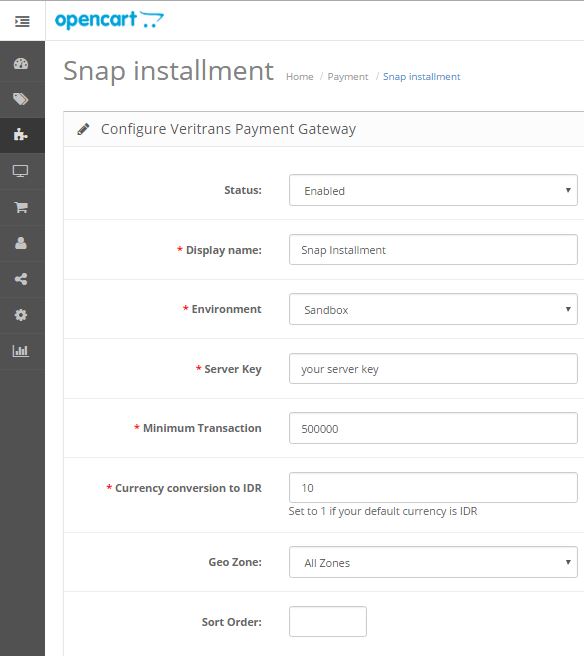 opencart
Snap installment Home / Payment / Snap installment
Configure Veritrans Payment Gateway
Status: Enabled
* Display name: Snap Installment
* Environment Sandbox
* Server Key your server key
* Minimum Transaction 500000
* Currency conversion to IDR 10
Set to 1 if your default currency is IDR
Geo Zone: All Zones
Sort Order: